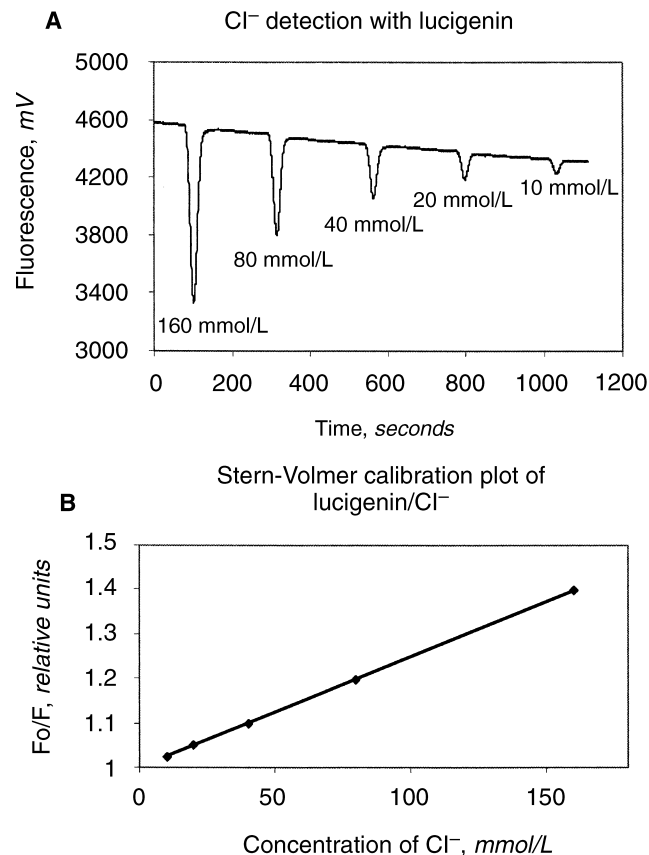 A
Cl⁻ detection with lucigenin
5000
4600
4200
3800
3400
3000
Fluorescence, mV
160 mmol/L
80 mmol/L
40 mmol/L
20 mmol/L
10 mmol/L
0 200 400 600 800 1000 1200
Time, seconds
B
Stern-Volmer calibration plot of
lucigenin/Cl⁻
1.5
1.4
1.3
1.2
1.1
1
Fo/F, relative units
0 50 100 150
Concentration of Cl⁻, mmol/L